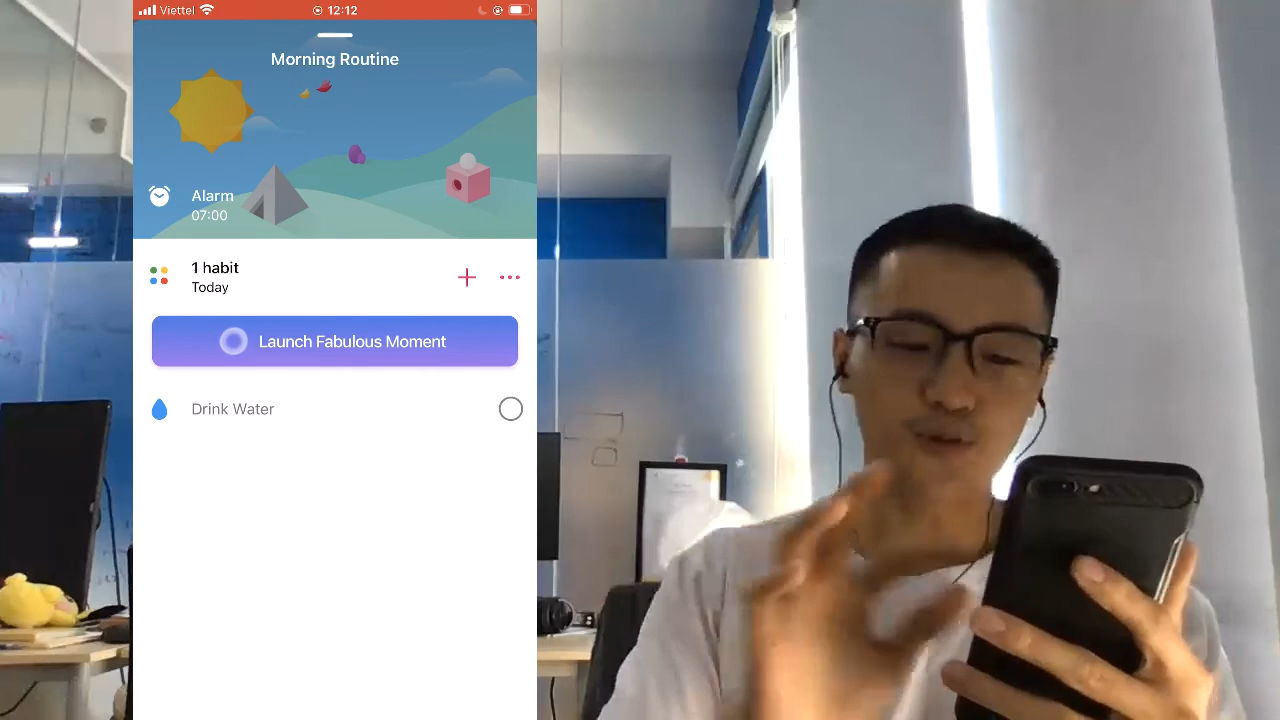 Viettel 12:12
Morning Routine
Alarm
07:00
1 habit
Today
Launch Fabulous Moment
Drink Water